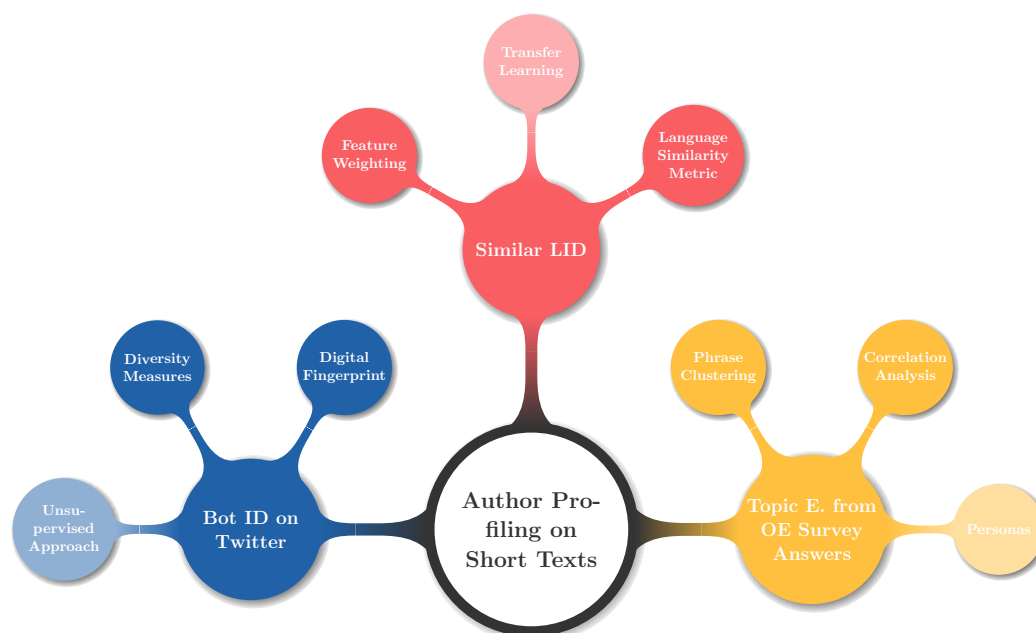 Transfer
Learning
Feature
Weighting
Language
Similarity
Metric
Similar LID
Diversity
Measures
Digital
Fingerprint
Phrase
Clustering
Correlation
Analysis
Unsu-
pervised
Approach
Bot ID on
Twitter
Author Pro-
filing on
Short Texts
Topic E. from
OE Survey
Answers
Personas